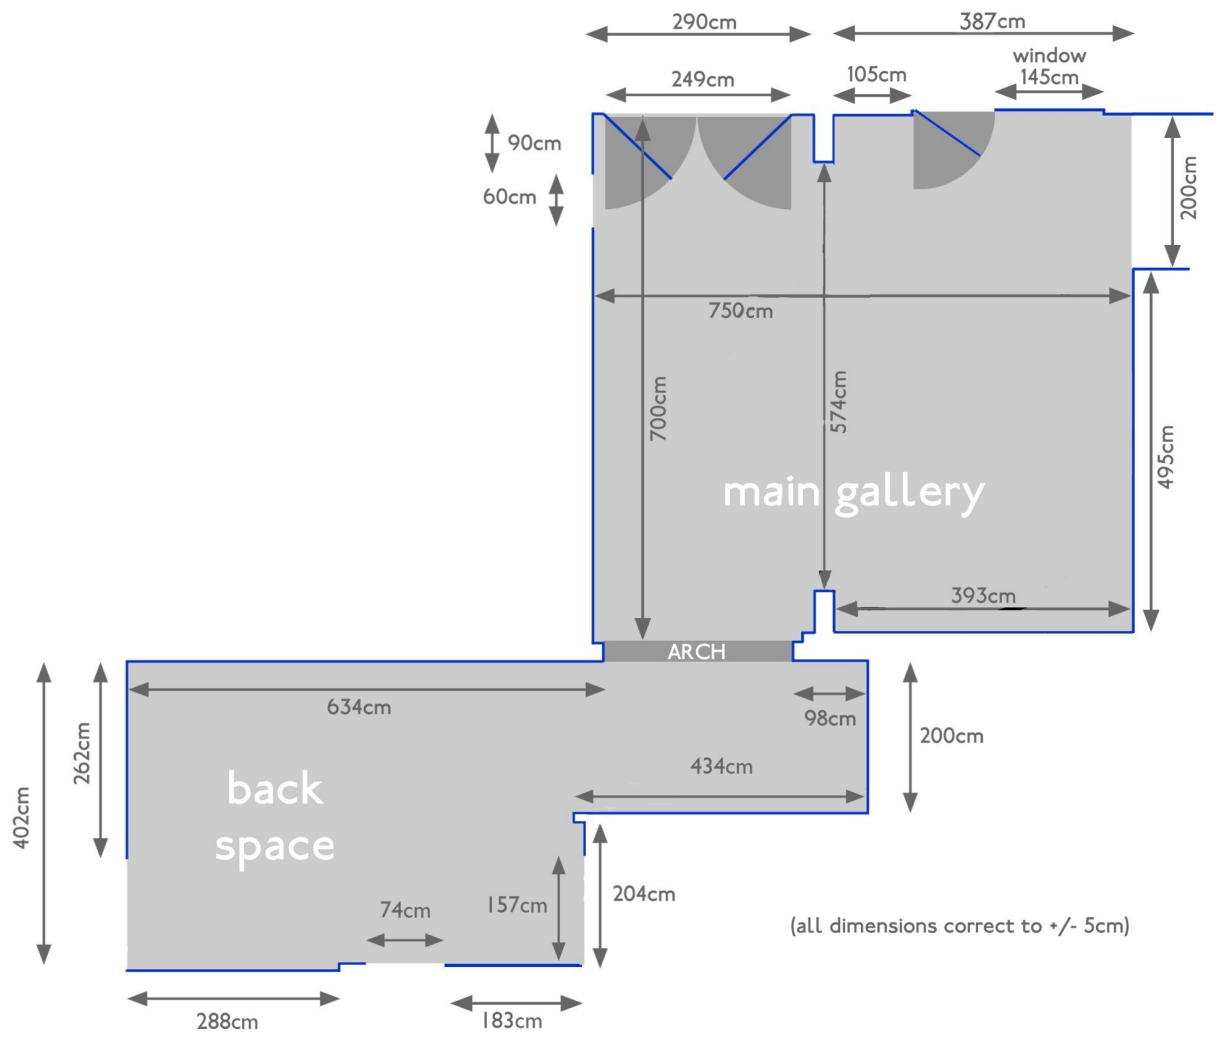 290cm
387cm
window
249cm
105cm
145cm
90cm
60cm
200cm
750cm
700cm
574cm
495cm
main gallery
393cm
ARCH
634cm
98cm
200cm
262cm
434cm
402cm
back
space
74cm
157cm
204cm
(all dimensions correct to +/- 5cm)
288cm
183cm